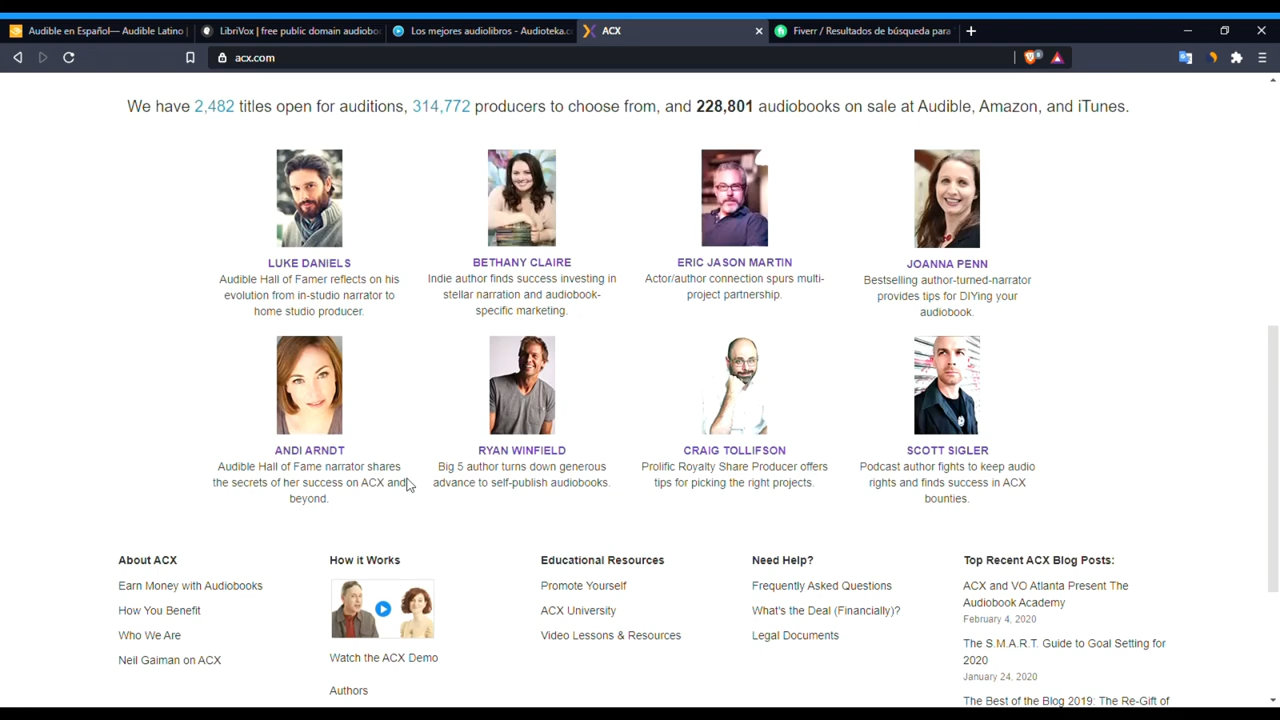 Audible en Español— Audible Latino
LibriVox | free public domain audioboo
Los mejores audiolibros - Audioteka.c
ACX
Fiverr / Resultados de búsqueda para
acx.com
We have 2,482 titles open for auditions, 314,772 producers to choose from, and 228,801 audiobooks on sale at Audible, Amazon, and iTunes.
LUKE DANIELS
Audible Hall of Famer reflects on his
evolution from in-studio narrator to
home studio producer.
BETHANY CLAIRE
Indie author finds success investing in
stellar narration and audiobook-
specific marketing.
ERIC JASON MARTIN
Actor/author connection spurs multi-
project partnership.
JOANNA PENN
Bestselling author-turned-narrator
provides tips for DIYing your
audiobook.
ANDI ARNDT
Audible Hall of Fame narrator shares
the secrets of her success on ACX and
beyond.
RYAN WINFIELD
Big 5 author turns down generous
advance to self-publish audiobooks.
CRAIG TOLLIFSON
Prolific Royalty Share Producer offers
tips for picking the right projects.
SCOTT SIGLER
Podcast author fights to keep audio
rights and finds success in ACX
bounties.
About ACX
Earn Money with Audiobooks
How You Benefit
Who We Are
Neil Gaiman on ACX
How it Works
Watch the ACX Demo
Authors
Educational Resources
Promote Yourself
ACX University
Video Lessons & Resources
Need Help?
Frequently Asked Questions
What's the Deal (Financially)?
Legal Documents
Top Recent ACX Blog Posts:
ACX and VO Atlanta Present The
Audiobook Academy
February 4, 2020
The S.M.A.R.T. Guide to Goal Setting for
2020
January 24, 2020
The Best of the Blog 2019: The Re-Gift of